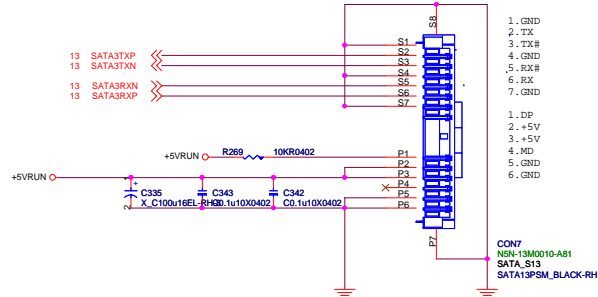 S8
1.GND
2.TX
3.TX#
4.GND
5.RX#
6.RX
7.GND
1.DP
2.+5V
3.+5V
4.MD
5.GND
6.GND
13 SATA3TXP
13 SATA3TXN
13 SATA3RXN
13 SATA3RXP
S1
S2
S3
S4
S5
S6
S7
+5VRUN
R269 10KR0402
P1
P2
P3
P4
P5
P6
+5VRUN
1
+
2
C335
X_C100u16EL-RH
C343
C0.1u10X0402
C342
C0.1u10X0402
P7
CON7
N5N-13M0010-A81
SATA_S13
SATA13PSM_BLACK-RH